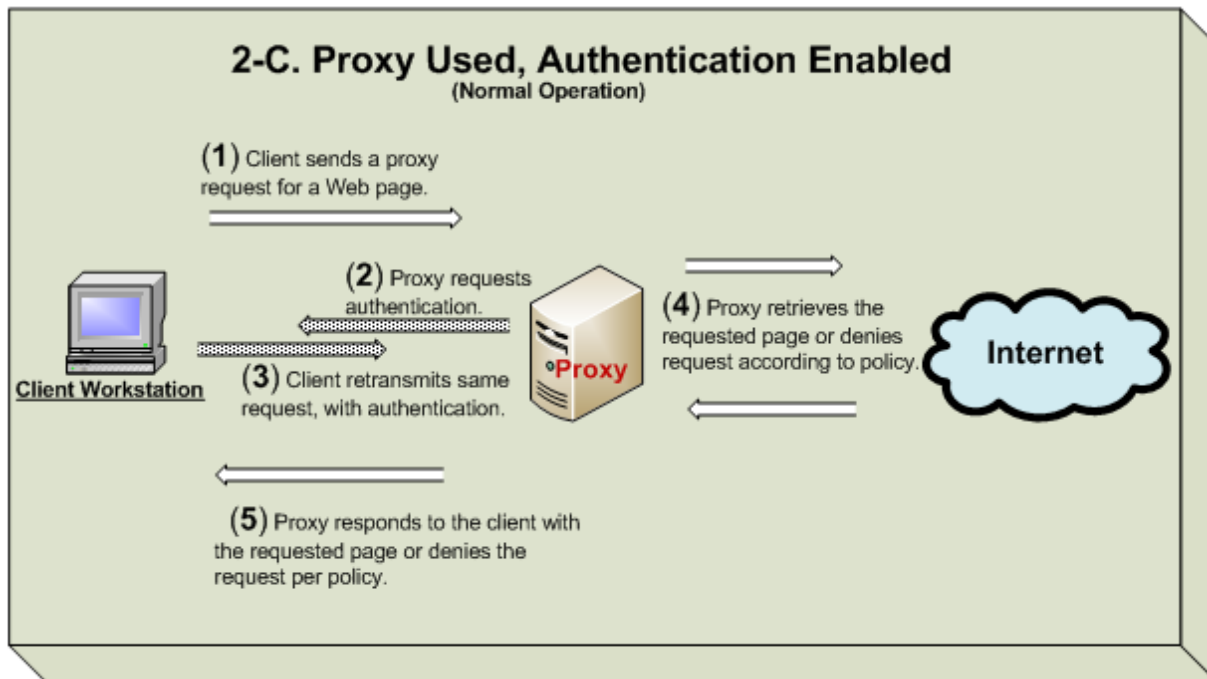 2-C. Proxy Used, Authentication Enabled
(Normal Operation)
(1) Client sends a proxy
request for a Web page.
(2) Proxy requests
authentication.
(3) Client retransmits same
request, with authentication.
Client Workstation
Proxy
(4) Proxy retrieves the
requested page or denies
request according to policy.
Internet
(5) Proxy responds to the client with
the requested page or denies the
request per policy.